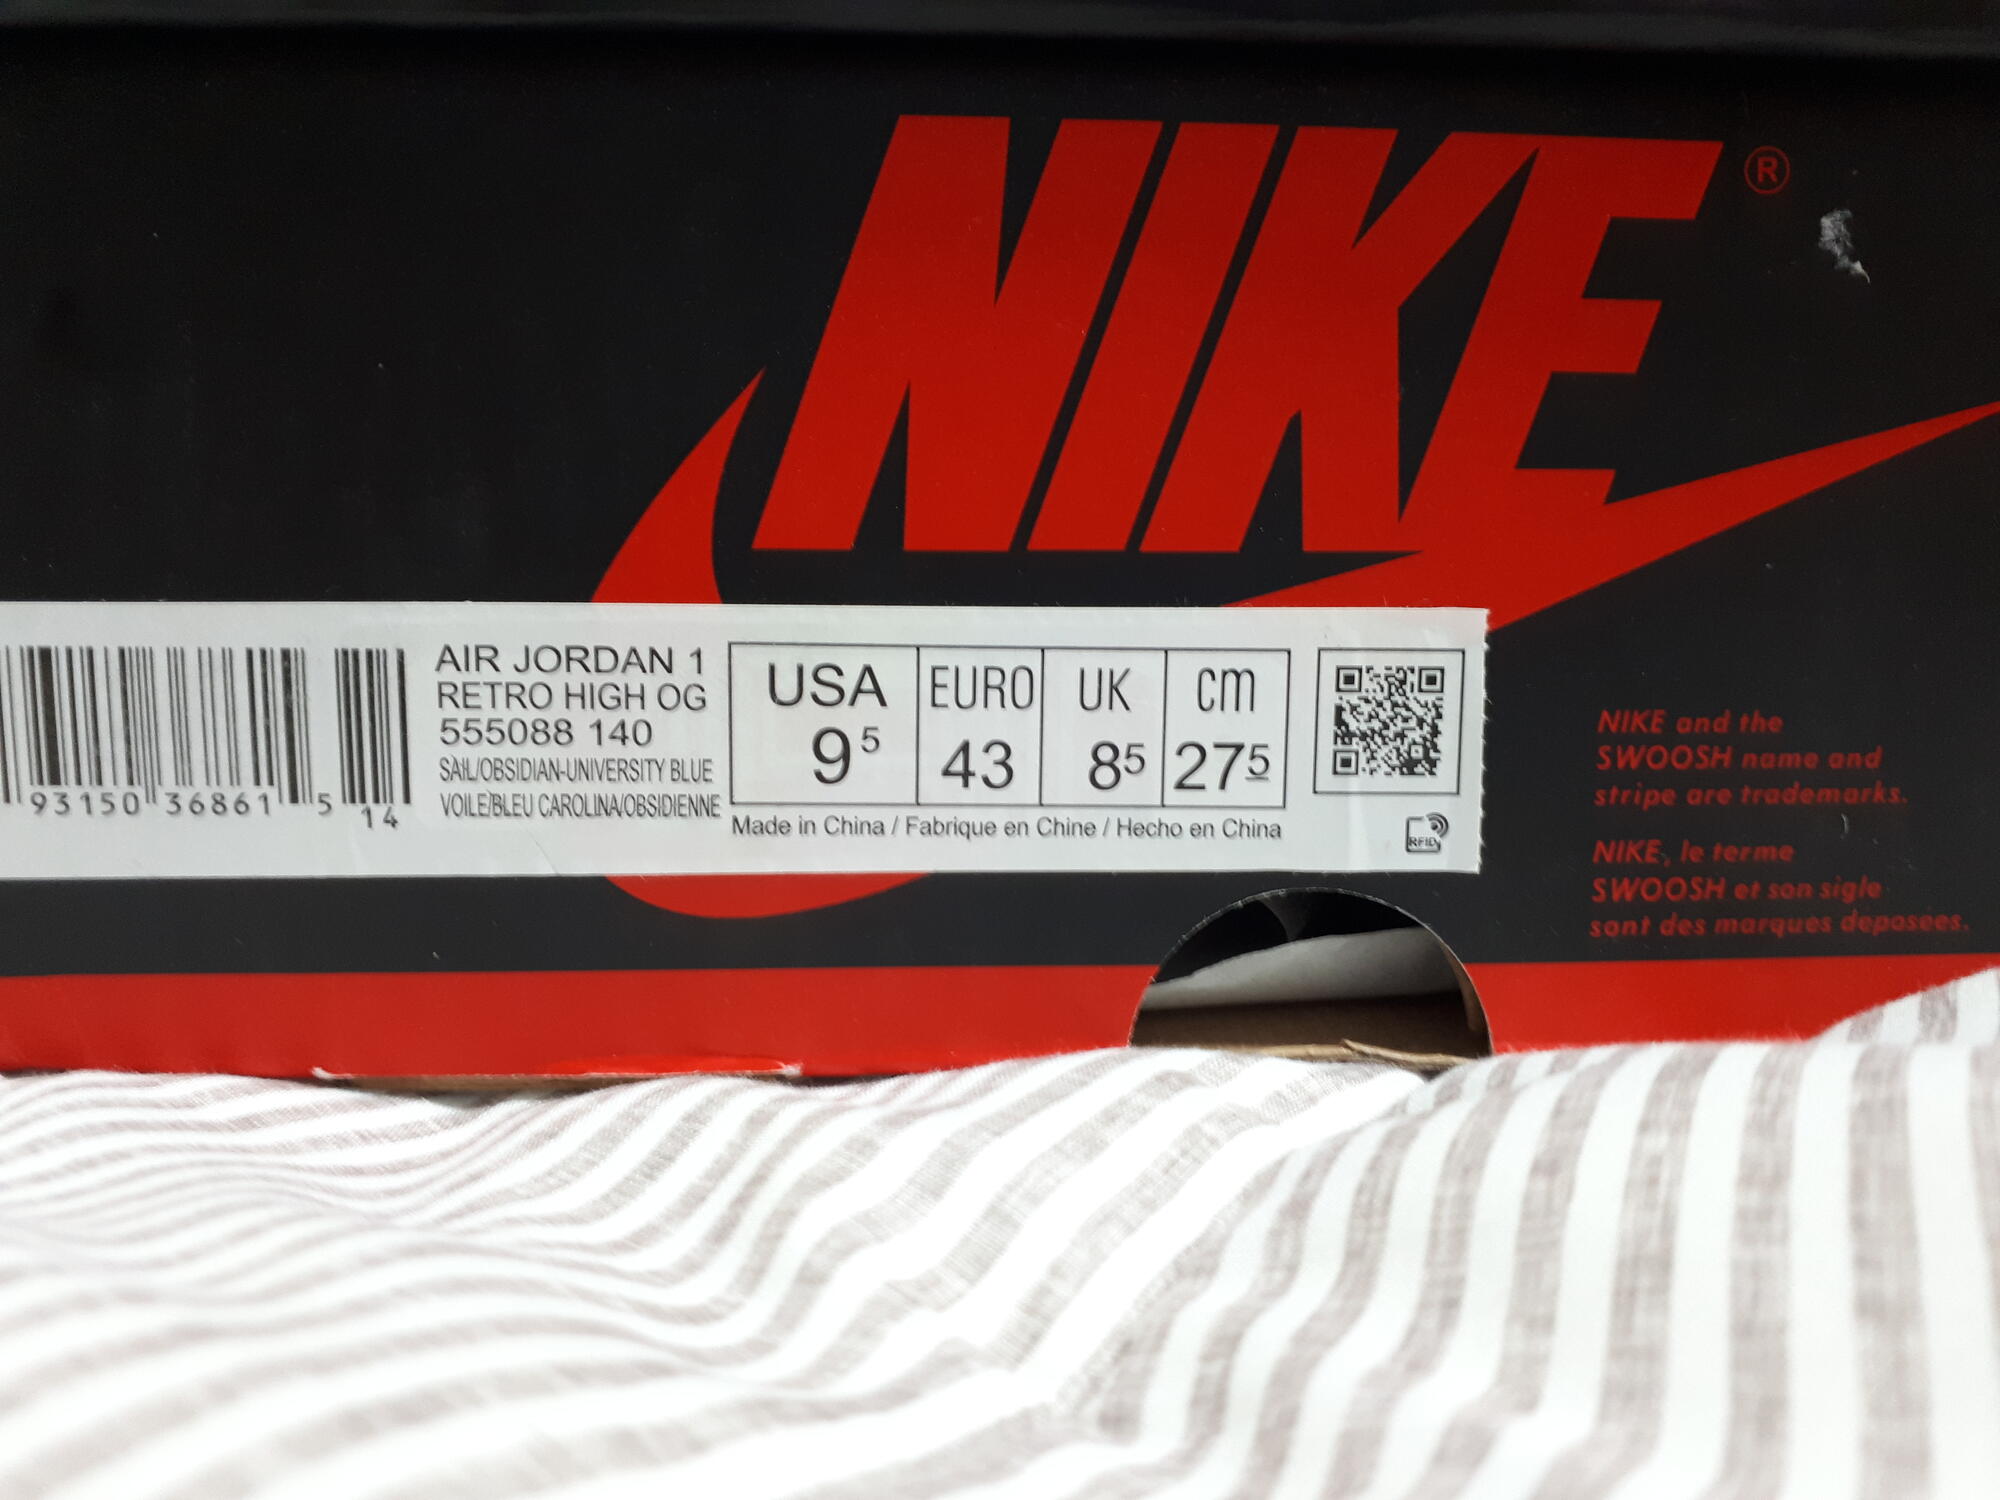 NIKE®
93150 36861 5 14
AIR JORDAN 1
RETRO HIGH OG
555088 140
SAIL/OBSIDIAN-UNIVERSITY BLUE
VOILE/BLEU CAROLINA/OBSIDIENNE
USA EURO UK cm
9 5 43 8 5 27 5
Made in China / Fabrique en Chine / Hecho en China
RFID
NIKE and the
SWOOSH name and
stripe are trademarks.
NIKE, le terme
SWOOSH et son sigle
sont des marques deposees.